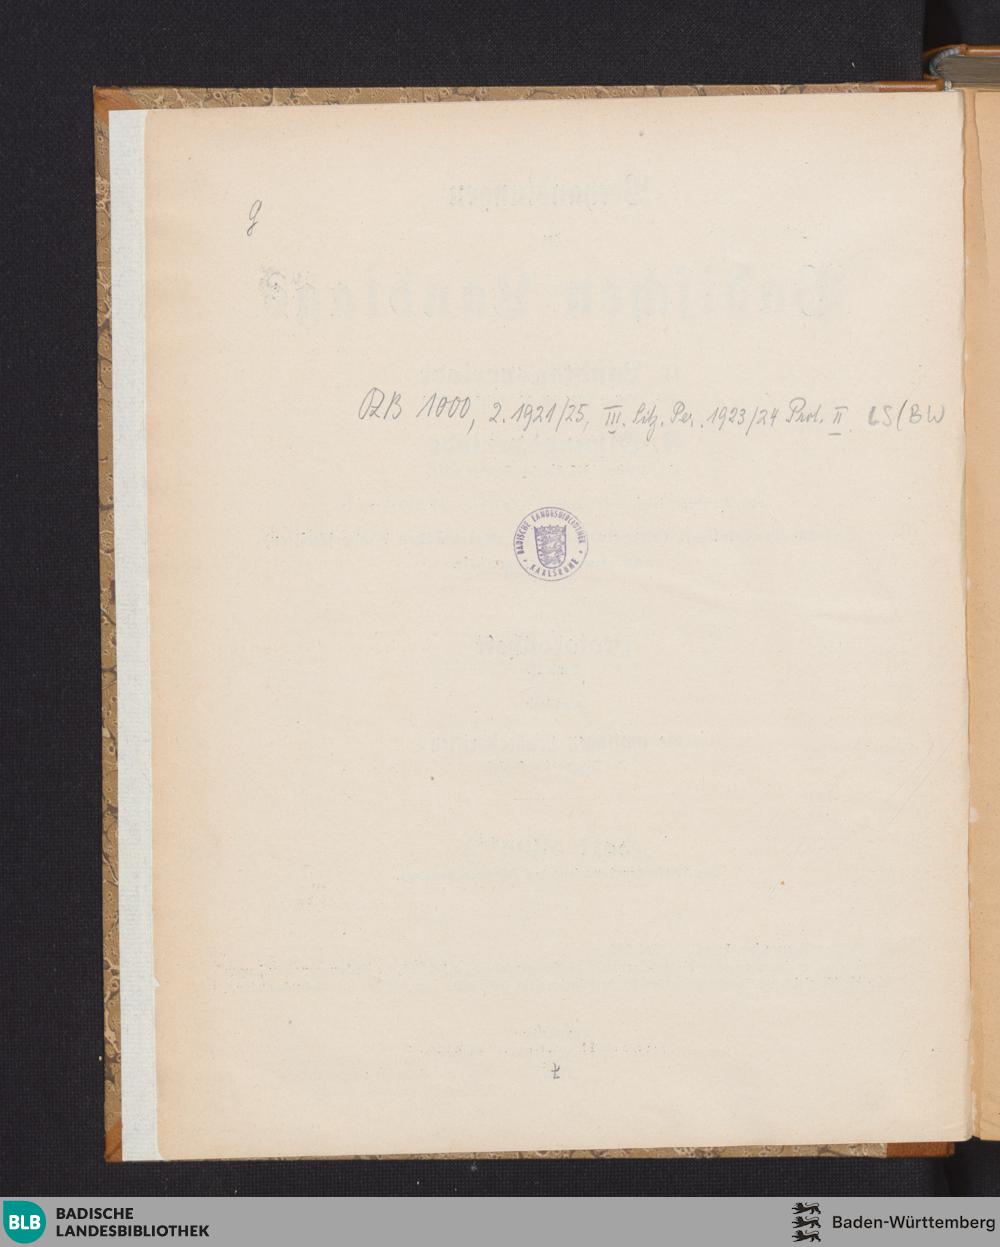 g
OZB 1000, 2. 1921/25, III. Sitz. Per. 1923/24 Prot. II LS (BW
BADISCHE LANDESBIBLIOTHEK
KARLSRUHE
BLB
BADISCHE
LANDESBIBLIOTHEK
Baden-Württemberg